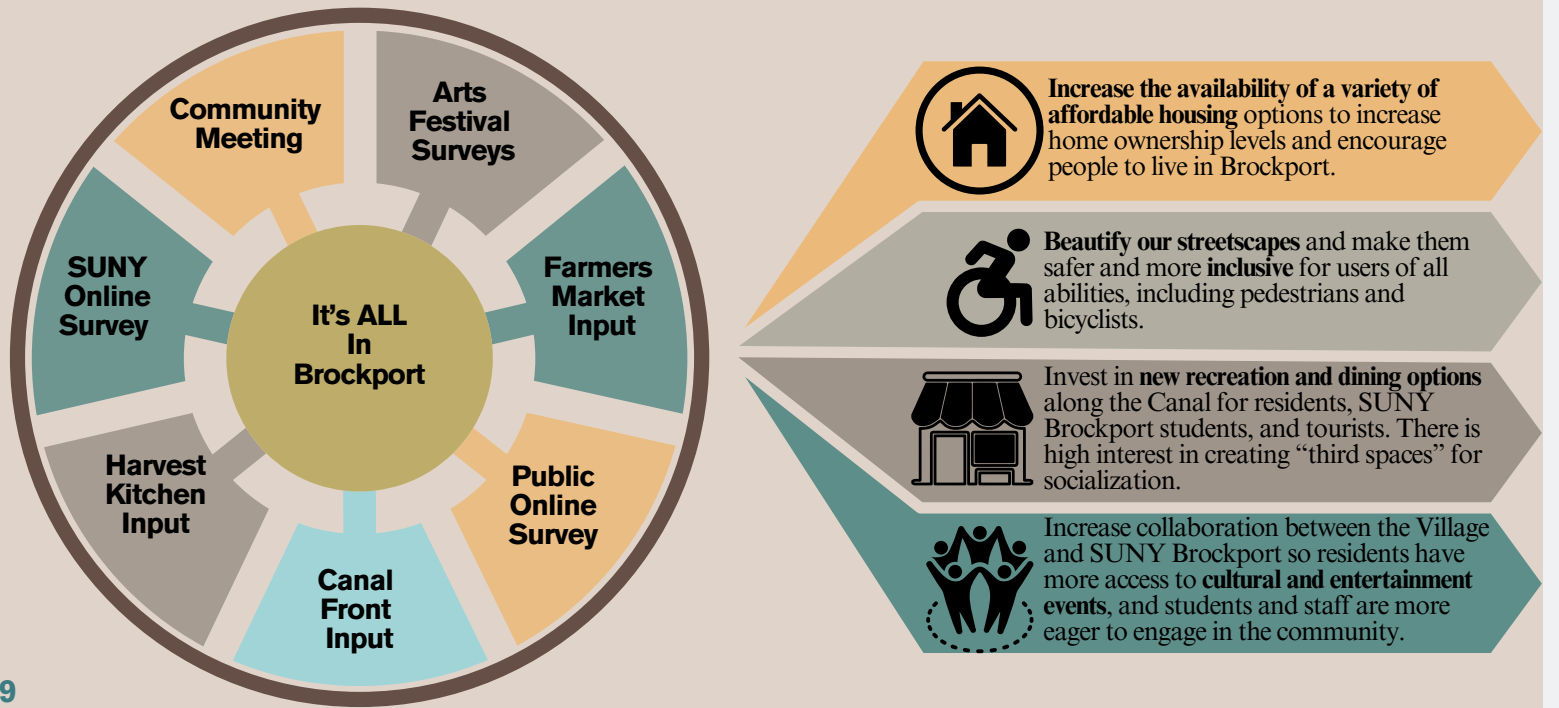 Community
Meeting
Arts
Festival
Surveys
SUNY
Online
Survey
Farmers
Market
Input
It's ALL
In
Brockport
Harvest
Kitchen
Input
Public
Online
Survey
Canal
Front
Input
Increase the availability of a variety of
affordable housing options to increase
home ownership levels and encourage
people to live in Brockport.
Beautify our streetscapes and make them
safer and more inclusive for users of all
abilities, including pedestrians and
bicyclists.
Invest in new recreation and dining options
along the Canal for residents, SUNY
Brockport students, and tourists. There is
high interest in creating “third spaces” for
socialization.
Increase collaboration between the Village
and SUNY Brockport so residents have
more access to cultural and entertainment
events, and students and staff are more
eager to engage in the community.
9